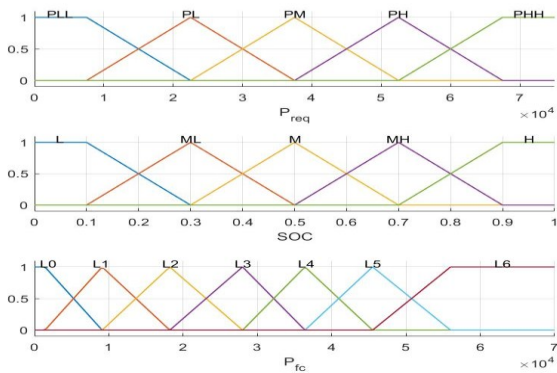 PLL PL PM PH PHH
1
0.5
0
0 1 2 3 4 5 6 7
P_req ×10^4
L ML M MH H
1
0.5
0
0 0.1 0.2 0.3 0.4 0.5 0.6 0.7 0.8 0.9 1
SOC
L0 L1 L2 L3 L4 L5 L6
1
0.5
0
0 1 2 3 4 5 6 7
P_fc ×10^4